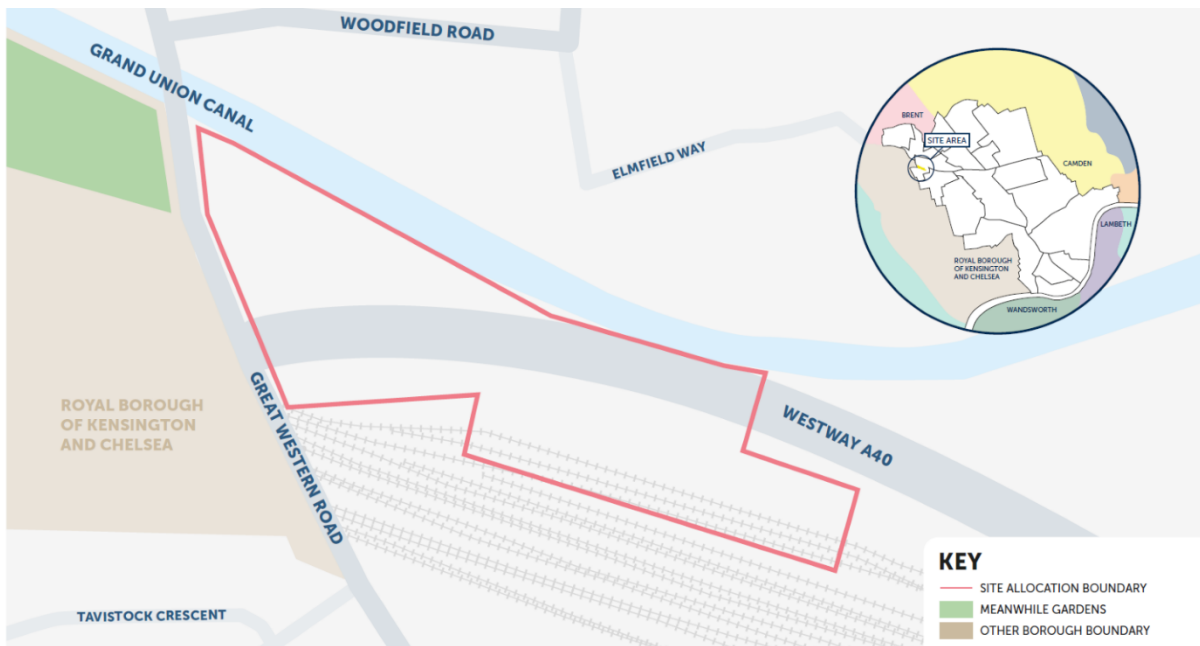 WOODFIELD ROAD
GRAND UNION CANAL
ELMFIELD WAY
BRENT
SITE AREA
CAMDEN
LAMBETH
ROYAL BOROUGH
OF KENSINGTON
AND CHELSEA
WANDSWORTH
ROYAL BOROUGH
OF KENSINGTON
AND CHELSEA
GREAT WESTERN ROAD
WESTWAY A40
TAVISTOCK CRESCENT
KEY
SITE ALLOCATION BOUNDARY
MEANWHILE GARDENS
OTHER BOROUGH BOUNDARY